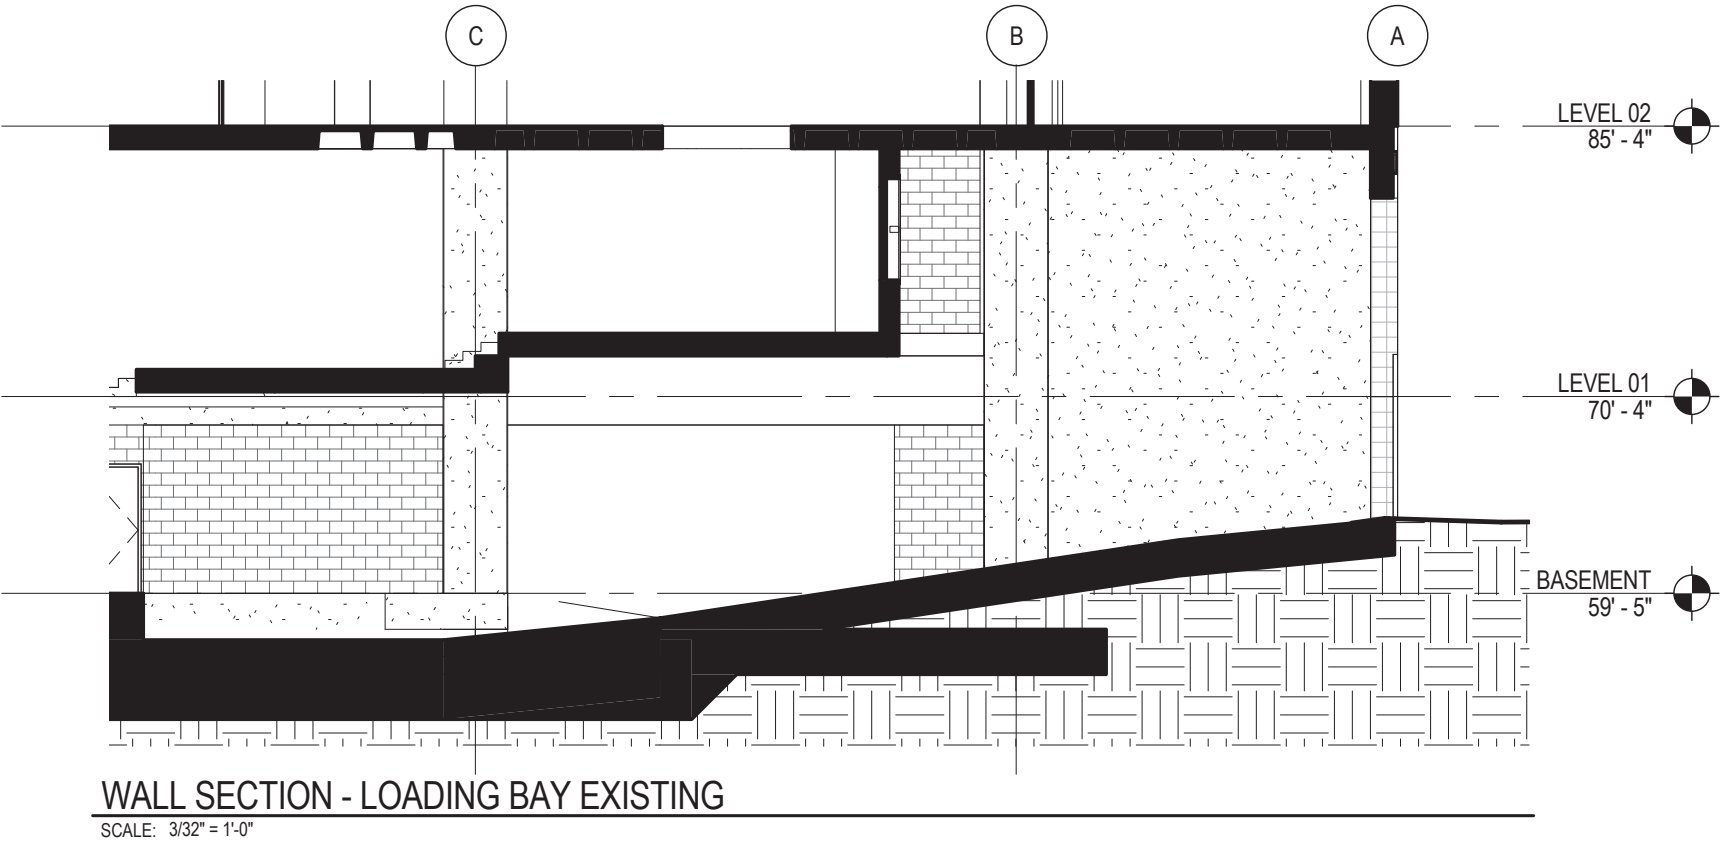 C
B
A
LEVEL 02
85' - 4"
LEVEL 01
70' - 4"
BASEMENT
59' - 5"
WALL SECTION - LOADING BAY EXISTING
SCALE: 3/32" = 1'-0"